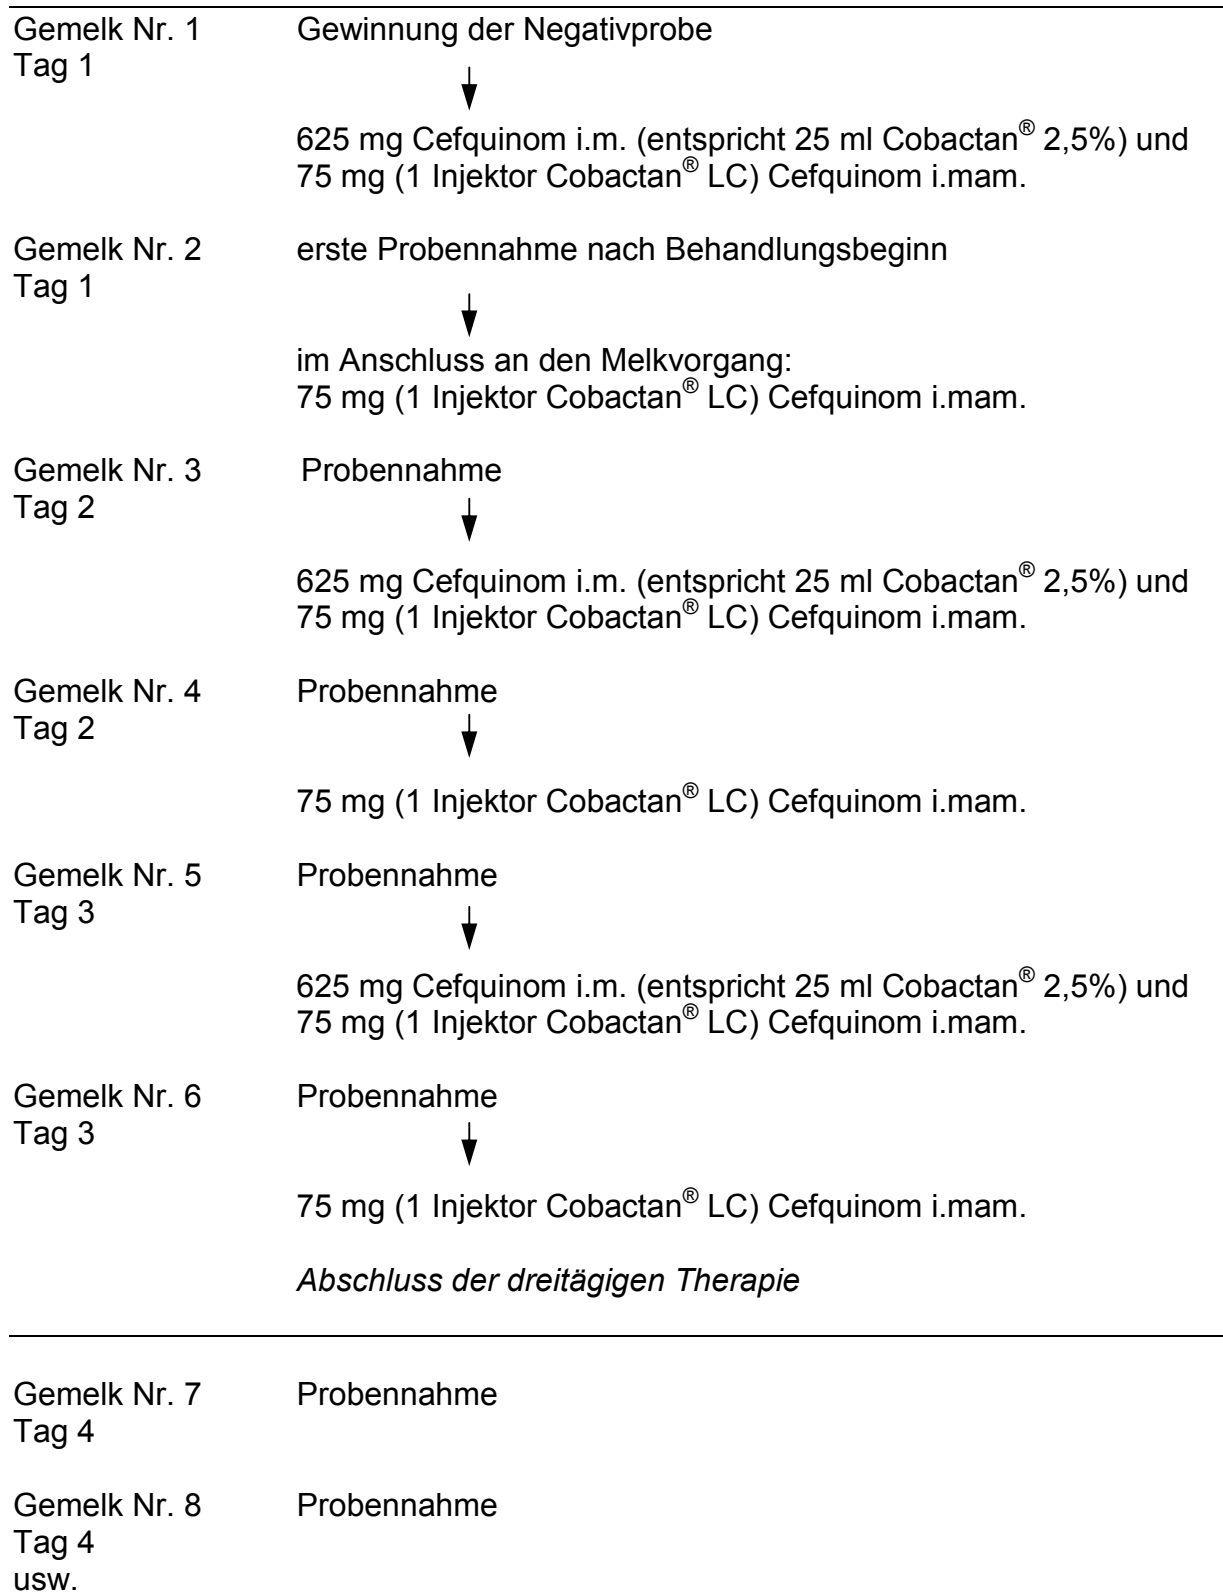 Gemelk Nr. 1 Gewinnung der Negativprobe
Tag 1
625 mg Cefquinom i.m. (entspricht 25 ml Cobactan® 2,5%) und
75 mg (1 Injektor Cobactan® LC) Cefquinom i.mam.
Gemelk Nr. 2 erste Probennahme nach Behandlungsbeginn
Tag 1
im Anschluss an den Melkvorgang:
75 mg (1 Injektor Cobactan® LC) Cefquinom i.mam.
Gemelk Nr. 3 Probennahme
Tag 2
625 mg Cefquinom i.m. (entspricht 25 ml Cobactan® 2,5%) und
75 mg (1 Injektor Cobactan® LC) Cefquinom i.mam.
Gemelk Nr. 4 Probennahme
Tag 2
75 mg (1 Injektor Cobactan® LC) Cefquinom i.mam.
Gemelk Nr. 5 Probennahme
Tag 3
625 mg Cefquinom i.m. (entspricht 25 ml Cobactan® 2,5%) und
75 mg (1 Injektor Cobactan® LC) Cefquinom i.mam.
Gemelk Nr. 6 Probennahme
Tag 3
75 mg (1 Injektor Cobactan® LC) Cefquinom i.mam.
Abschluss der dreitägigen Therapie
Gemelk Nr. 7 Probennahme
Tag 4
Gemelk Nr. 8 Probennahme
Tag 4
usw.